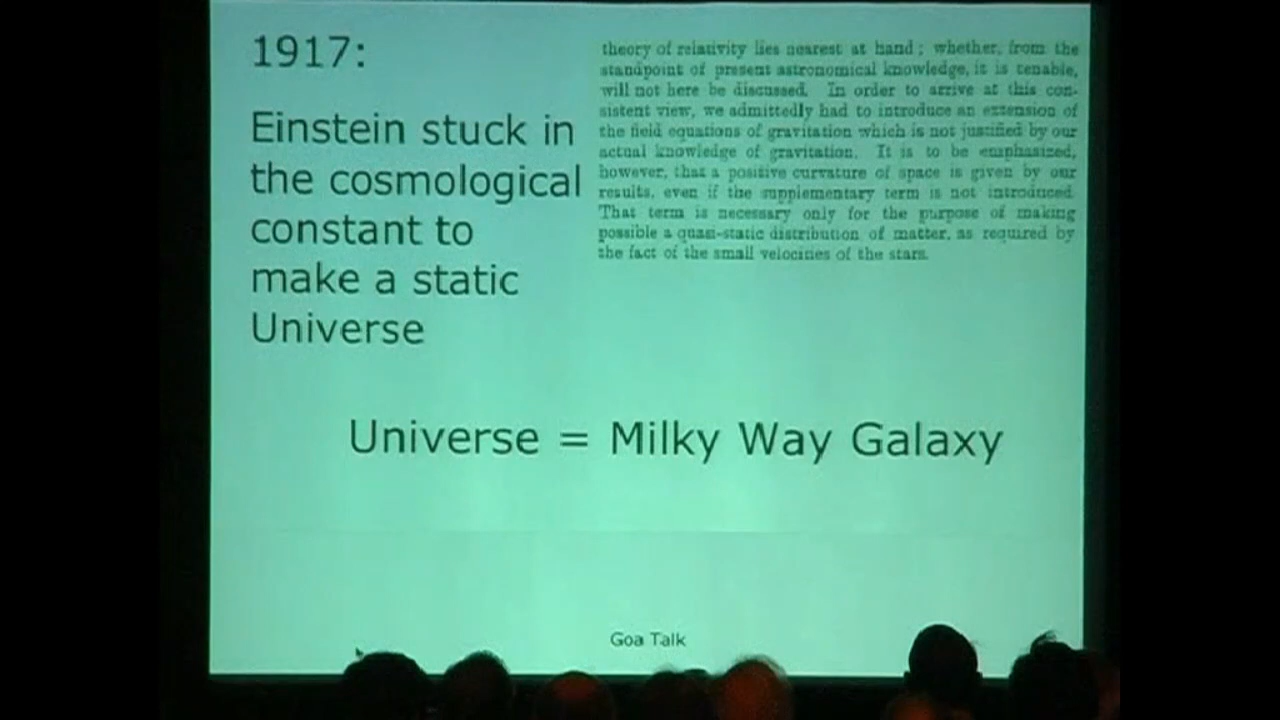 1917:
Einstein stuck in
the cosmological
constant to
make a static
Universe
theory of relativity lies nearest at hand ; whether, from the
standpoint of present astronomical knowledge, it is tenable,
will not here be discussed. In order to arrive at this con-
sistent view, we admittedly had to introduce an extension of
the field equations of gravitation which is not justified by our
actual knowledge of gravitation. It is to be emphasized,
however, that a positive curvature of space is given by our
results, even if the supplementary term is not introduced.
That term is necessary only for the purpose of making
possible a quasi-static distribution of matter, as required by
the fact of the small velocities of the stars.
Universe = Milky Way Galaxy
Goa Talk